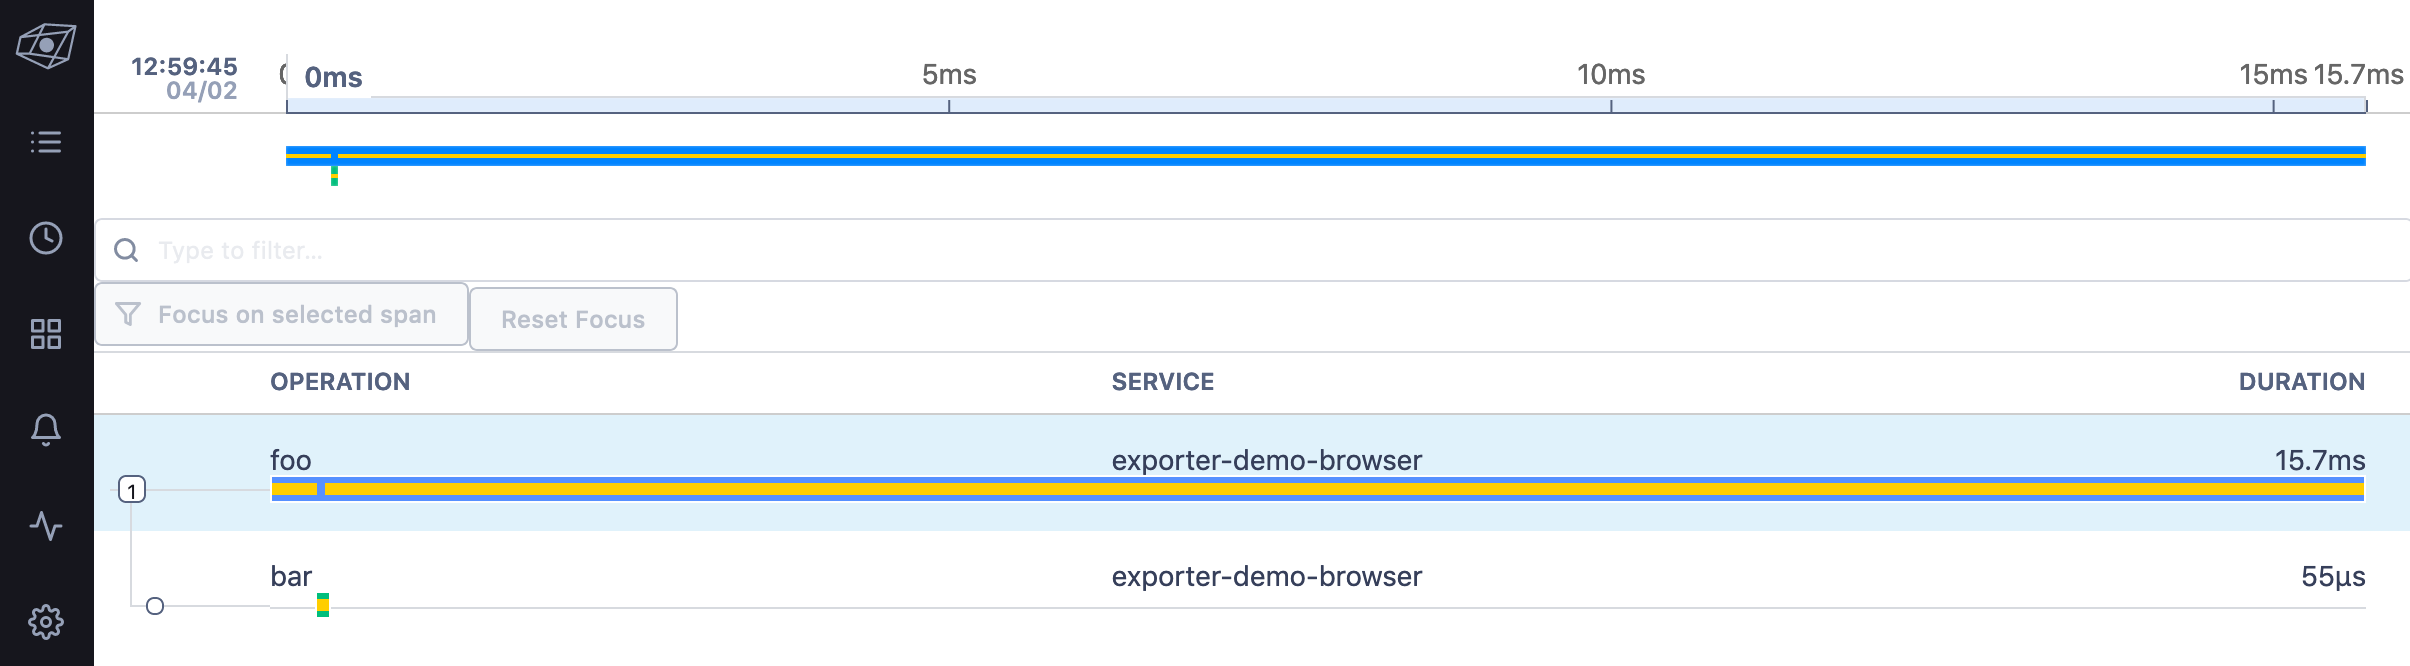 12:59:45
04/02
0ms 5ms 10ms 15ms 15.7ms
Type to filter...
Focus on selected span Reset Focus
OPERATION SERVICE DURATION
foo exporter-demo-browser 15.7ms
1
bar exporter-demo-browser 55µs